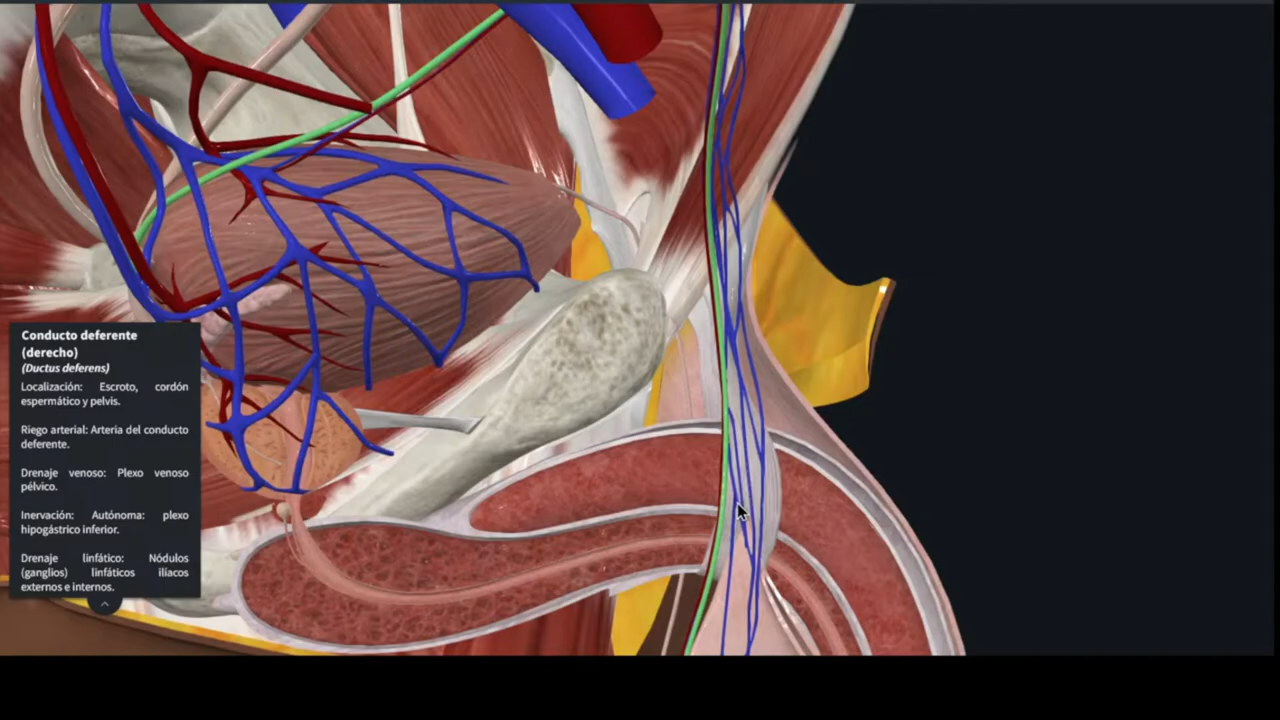 Conducto deferente
(derecho)
(Ductus deferens)
Localización: Escroto, cordón
espermático y pelvis.
Riego arterial: Arteria del conducto
deferente.
Drenaje venoso: Plexo venoso
pélvico.
Inervación: Autónoma: plexo
hipogástrico inferior.
Drenaje linfático: Nódulos
(ganglios) linfáticos ilíacos
externos e internos.